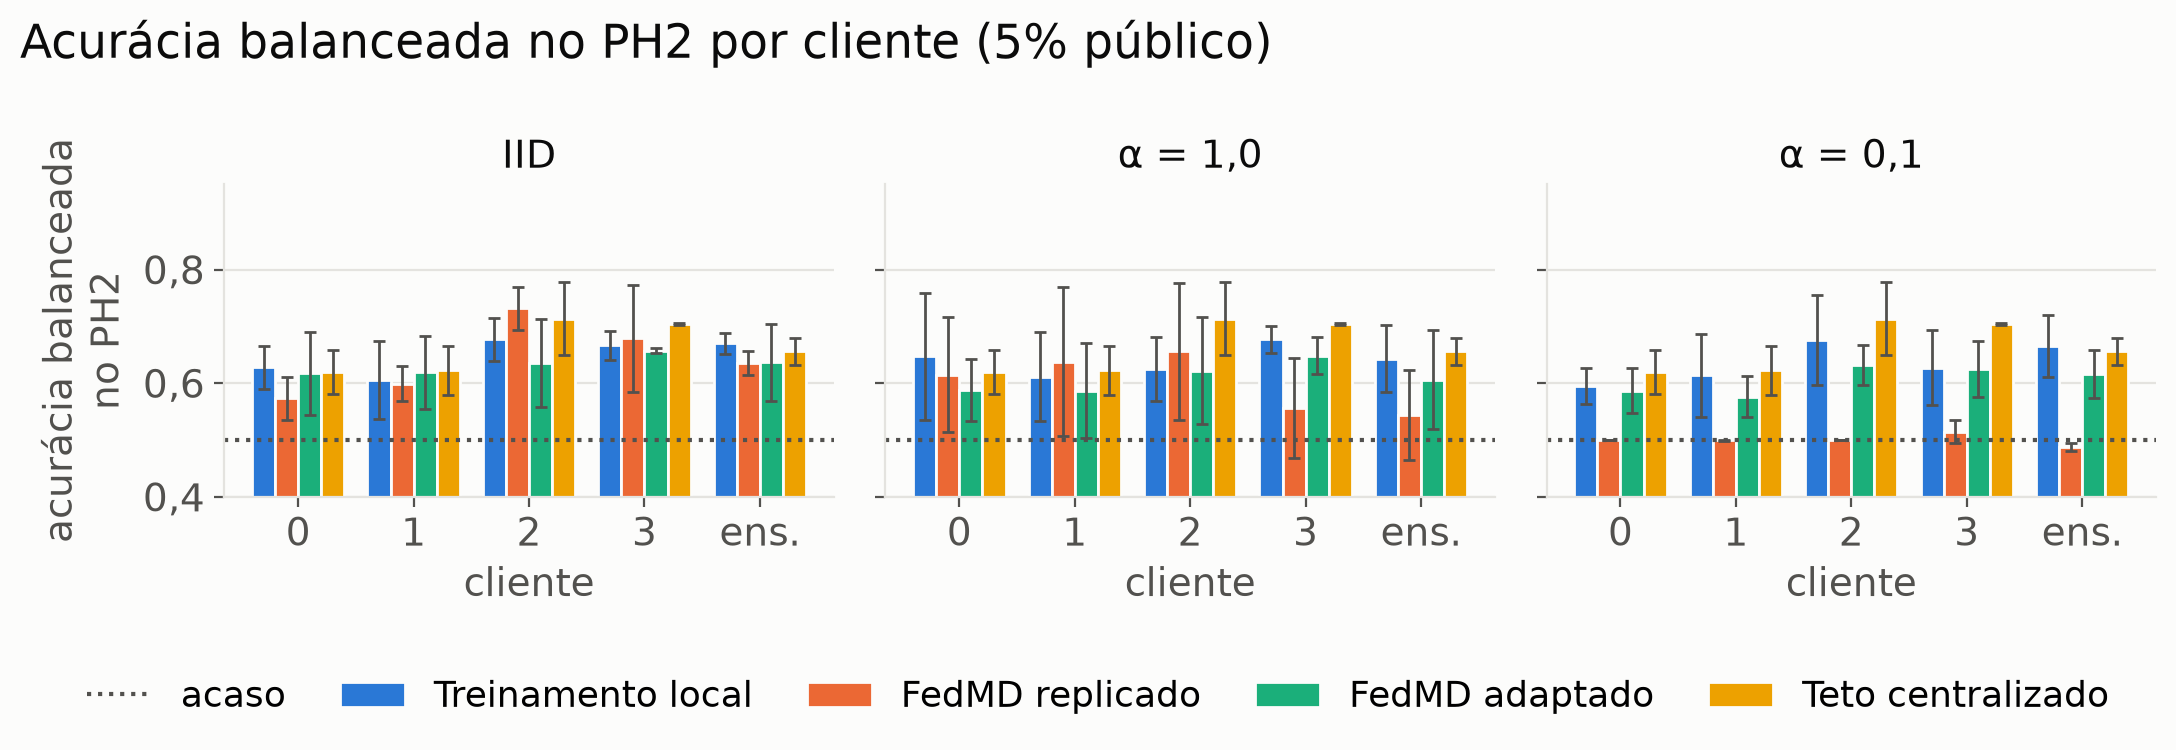 Acurácia balanceada no PH2 por cliente (5% público)
IID
α = 1,0
α = 0,1
acurácia balanceada
no PH2
0,8
0,6
0,4
0 1 2 3 ens.
0 1 2 3 ens.
0 1 2 3 ens.
cliente
cliente
cliente
acaso Treinamento local FedMD replicado FedMD adaptado Teto centralizado